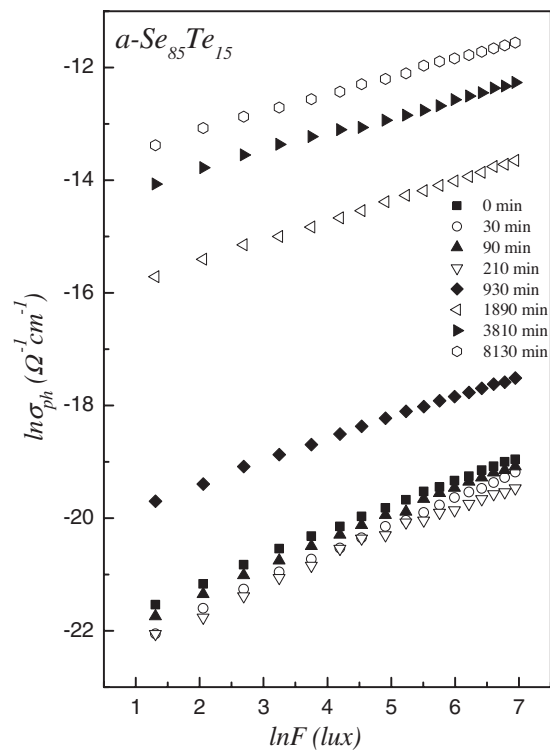 a-Se₈₅Te₁₅
-12
-14
-16
-18
-20
-22
lnσ_ph (Ω⁻¹cm⁻¹)
0 min
30 min
90 min
210 min
930 min
1890 min
3810 min
8130 min
1 2 3 4 5 6 7
lnF (lux)